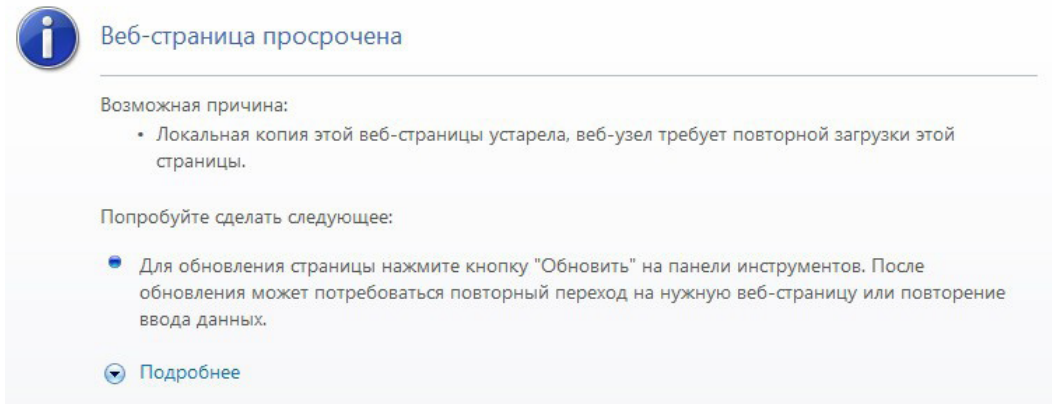 Веб-страница просрочена
Возможная причина:
• Локальная копия этой веб-страницы устарела, веб-узел требует повторной загрузки этой
страницы.
Попробуйте сделать следующее:
Для обновления страницы нажмите кнопку "Обновить" на панели инструментов. После
обновления может потребоваться повторный переход на нужную веб-страницу или повторение
ввода данных.
Подробнее